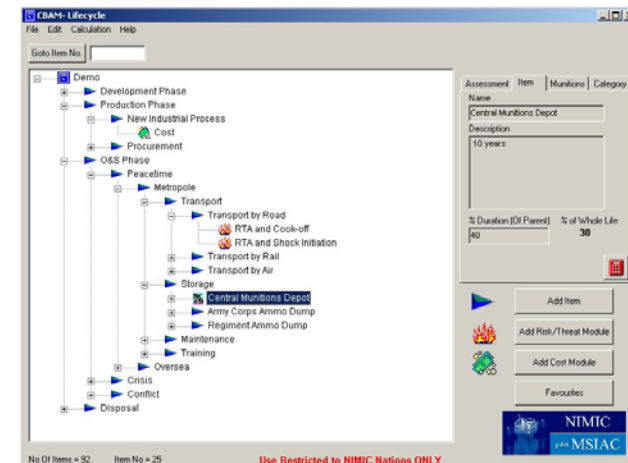 CBAM- Lifecycle
File Edit Calculation Help
Goto Item No.
Demo
Development Phase
Production Phase
New Industrial Process
Cost
Procurement
O&S Phase
Peacetime
Metropole
Transport
Transport by Road
RTA and Cook-off
RTA and Shock Initiation
Transport by Rail
Transport by Air
Storage
Central Munitions Depot
Army Corps Ammo Dump
Regiment Ammo Dump
Maintenance
Training
Oversea
Crisis
Conflict
Disposal
Assessment Item Munitions Category
Name
Central Munitions Depot
Description
10 years
% Duration (Of Parent) % of Whole Life
40 38
Add Item
Add Risk/Threat Module
Add Cost Module
Favourites
NIMIC
MSIAC
No Of Items = 92 Item No = 25 Use Restricted to NIMIC Nations ONLY